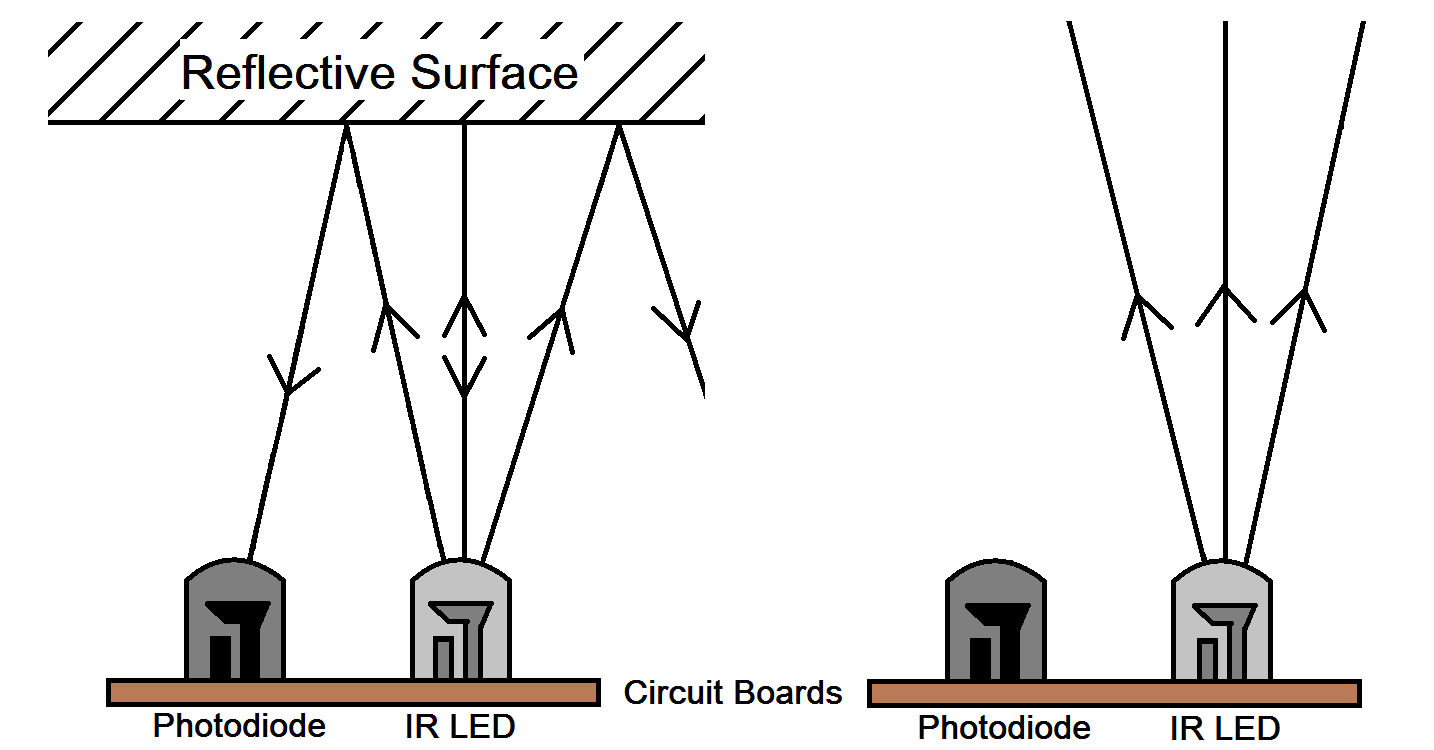 Reflective Surface
Circuit Boards
Photodiode
IR LED
Photodiode
IR LED